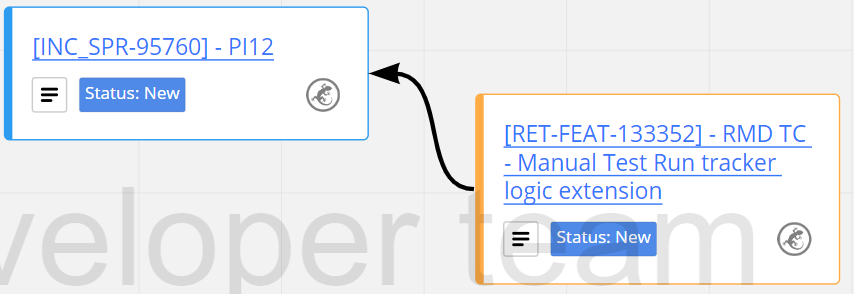 [INC_SPR-95760] - PI12
Status: New
[RET-FEAT-133352] - RMD TC
- Manual Test Run tracker
logic extension
Status: New
veloper team